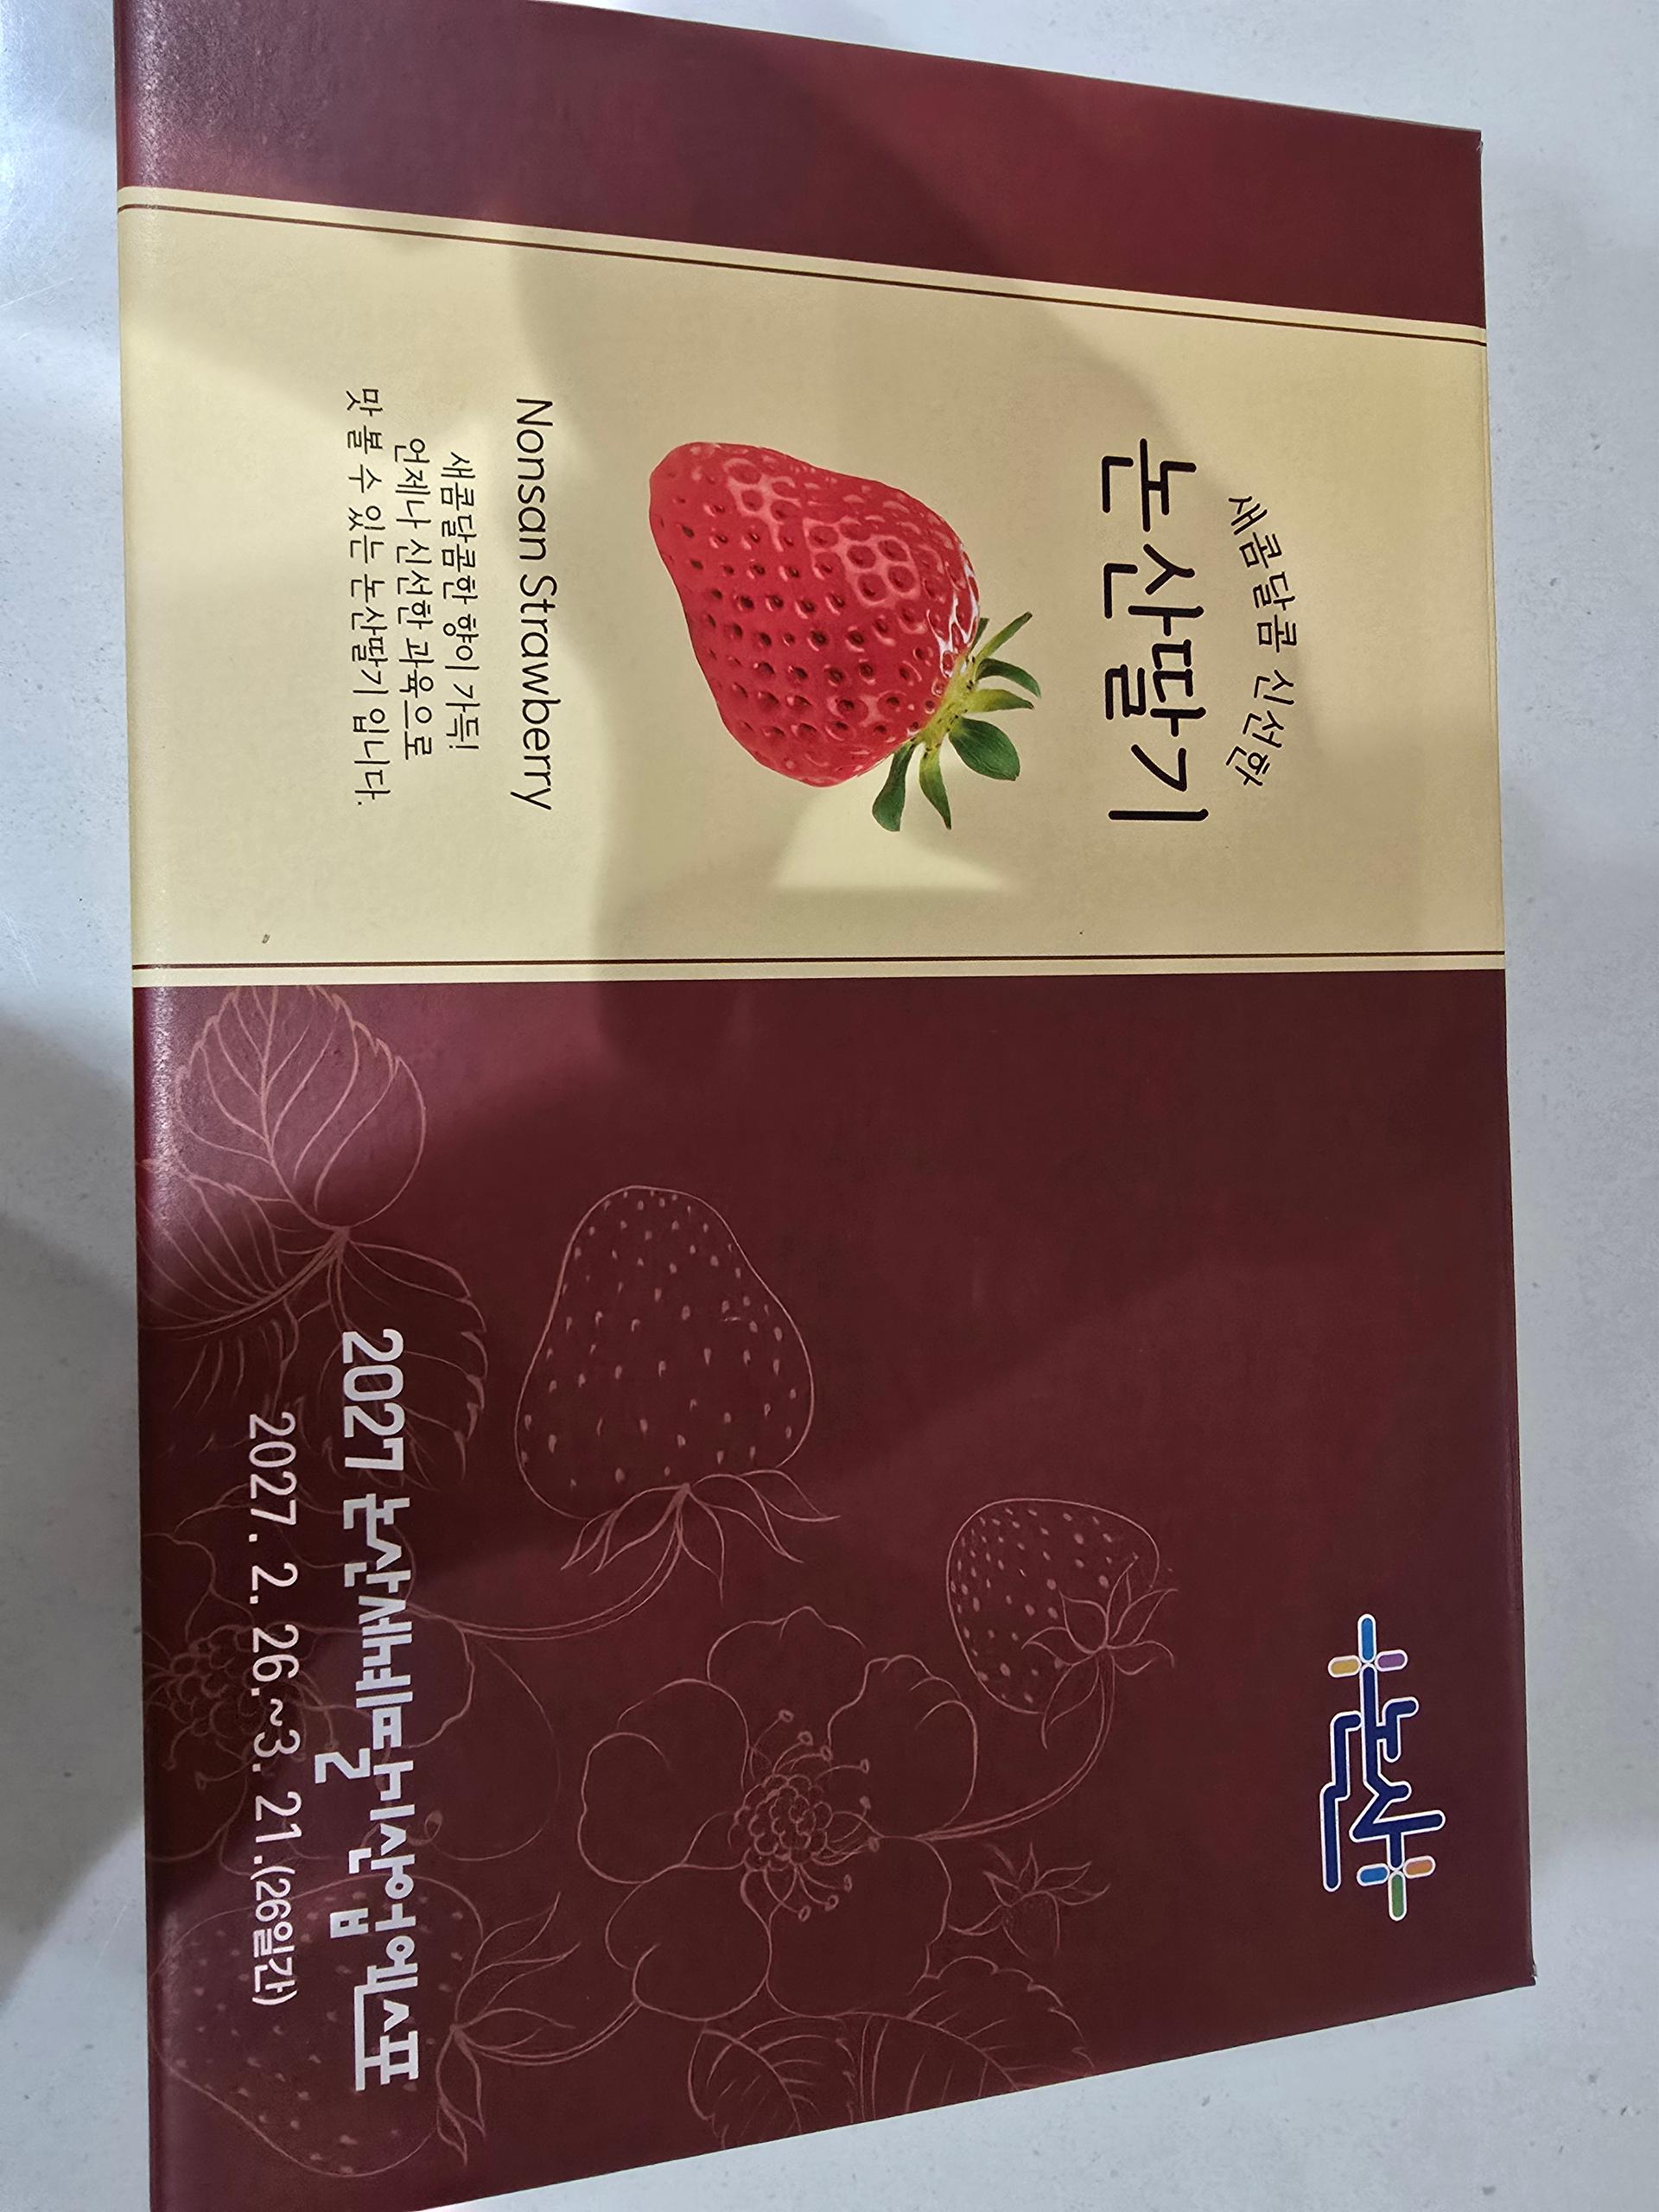 새콤달콤 신선한
논산딸기
Nonsan Strawberry
새콤달콤한 향이 가득!
언제나 신선한 과육으로
맛 볼 수 있는 논산딸기 입니다.
논산
2027 논산세계딸기산업엑스포
2027. 2. 26.~3. 21.(26일간)